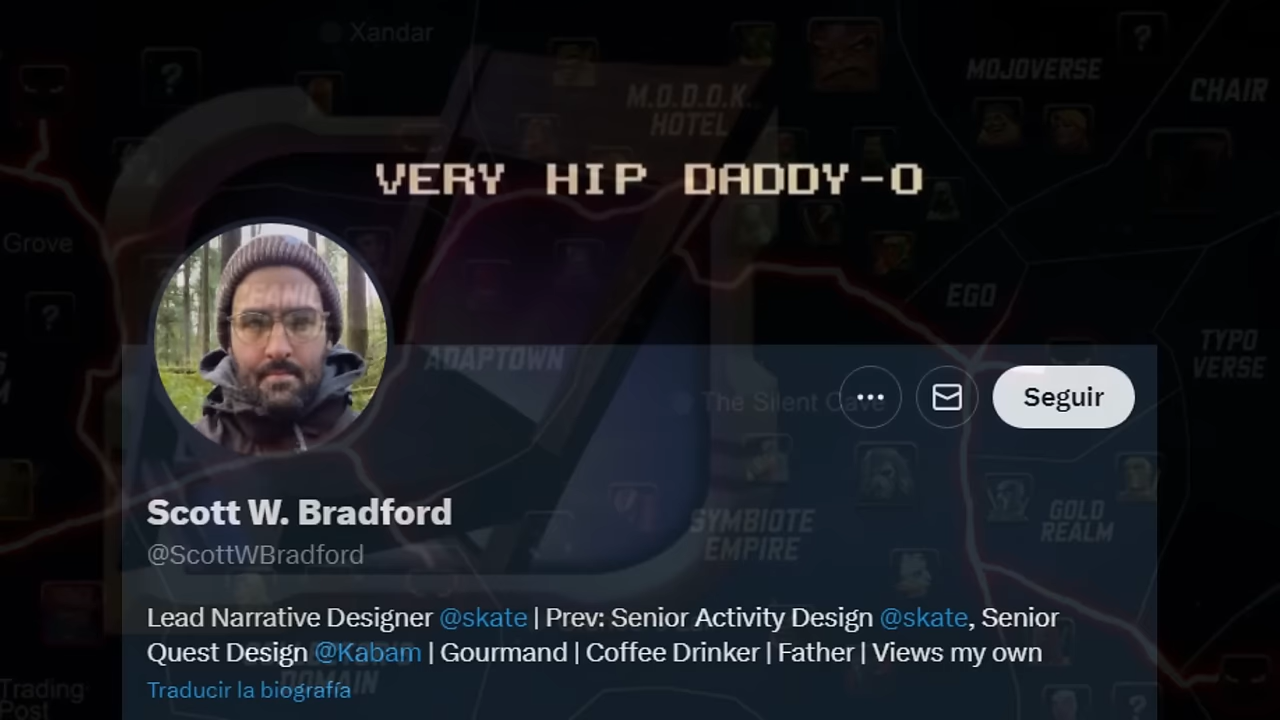 Xandar
MOJOVERSE
CHAIR
M.O.D.O.K.
HOTEL
VERY HIP DADDY-O
Grove
EGO
ADAPTOWN
TYPO
VERSE
The Silent Cave
Seguir
Scott W. Bradford
GOLD
REALM
SYMBIOTE
EMPIRE
@ScottWBradford
Lead Narrative Designer @skate | Prev: Senior Activity Design @skate, Senior
Quest Design @Kabam | Gourmand | Coffee Drinker | Father | Views my own
Traducir la biografía
Trading
Post